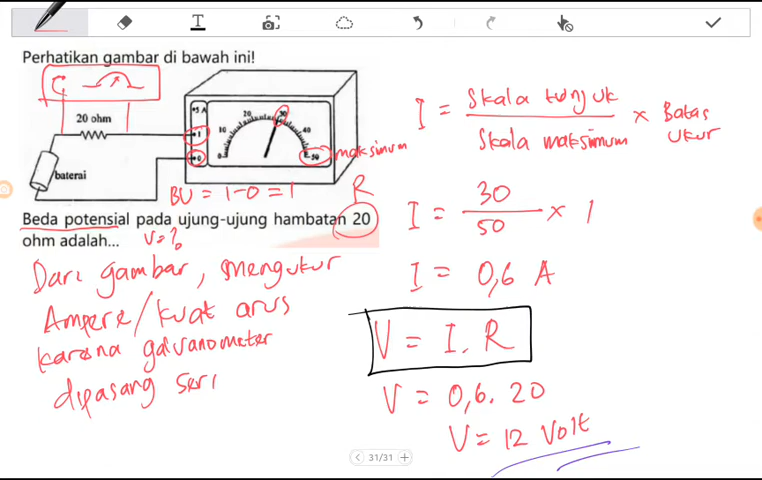 T
Perhatikan gambar di bawah ini!
20 ohm
baterai
5 A
1
0
0
10
20
30
40
50
maksimum
BU = 1-0 = 1
R
Beda potensial pada ujung-ujung hambatan 20
ohm adalah...
V = ?
Dari gambar, mengukur
Ampere/kuat arus
karena galvanometer
dipasang seri
I = Skala tunjuk / Skala maksimum × Batas ukur
I = 30 / 50 × 1
I = 0,6 A
V = I. R
V = 0,6. 20
V = 12 Volt
31/31